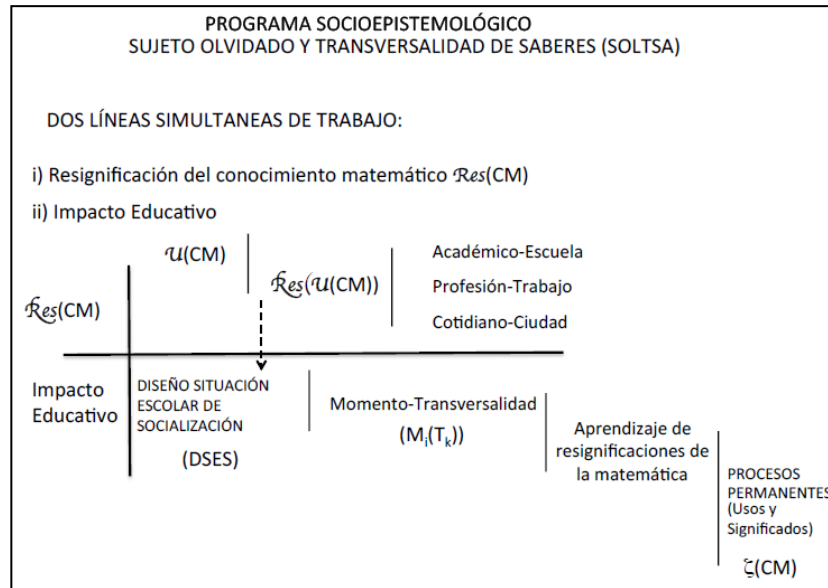 PROGRAMA SOCIOEPISTEMOLÓGICO
SUJETO OLVIDADO Y TRANSVERSALIDAD DE SABERES (SOLTSA)
DOS LÍNEAS SIMULTANEAS DE TRABAJO:
i) Resignificación del conocimiento matemático Res(CM)
ii) Impacto Educativo
Res(CM)
U(CM)
Res(U(CM))
Académico-Escuela
Profesión-Trabajo
Cotidiano-Ciudad
Impacto
Educativo
DISEÑO SITUACIÓN
ESCOLAR DE
SOCIALIZACIÓN
(DSES)
Momento-Transversalidad
(Mi(Tk))
Aprendizaje de
resignificaciones de
la matemática
PROCESOS
PERMANENTES
(Usos y
Significados)
ζ(CM)